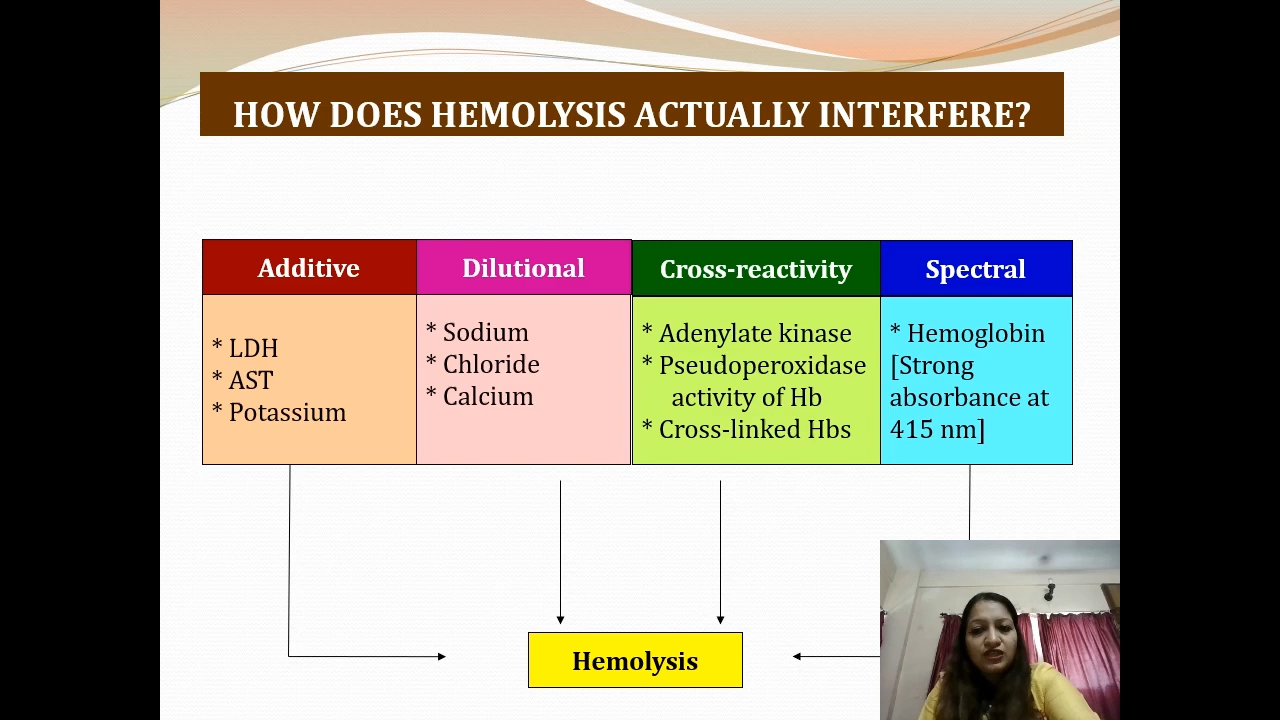 HOW DOES HEMOLYSIS ACTUALLY INTERFERE?
Additive
* LDH
* AST
* Potassium
Dilutional
* Sodium
* Chloride
* Calcium
Cross-reactivity
* Adenylate kinase
* Pseudoperoxidase
activity of Hb
* Cross-linked Hbs
Spectral
* Hemoglobin
[Strong
absorbance at
415 nm]
Hemolysis